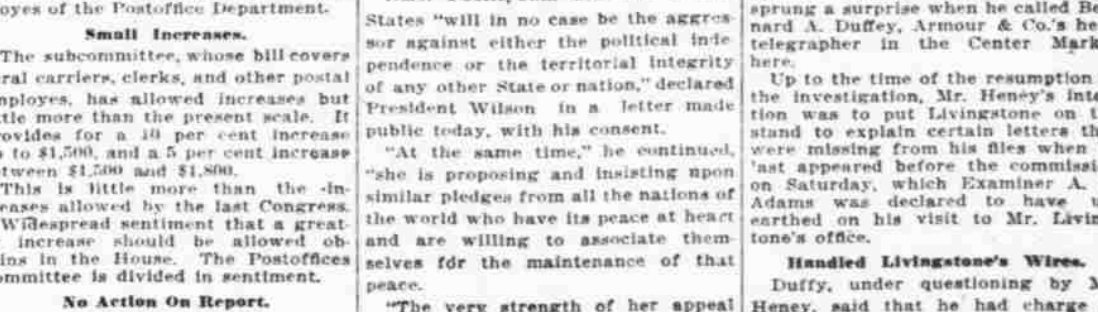 oyes of the Postoffice Department.
Small Increases.
The subcommittee, whose bill covers
ral carriers, clerks, and other postal
mployes, has allowed increases but
ttle more than the present scale. It
rovides for a 10 per cent increase
to $1,500, and a 5 per cent increase
tween $1,500 and $1,800.
This is little more than the in-
eases allowed by the last Congress.
Widespread sentiment that a great-
increase should be allowed ob-
ins in the House. The Postoffices
ommittee is divided in sentiment.
No Action On Report.
States "will in no case be the aggres-
sor against either the political inde-
pendence or the territorial integrity
of any other State or nation," declared
President Wilson in a letter made
public today, with his consent.
"At the same time," he continued,
"she is proposing and insisting upon
similar pledges from all the nations of
the world who have its peace at heart
and are willing to associate them-
selves for the maintenance of that
peace.
"The very strength of her appeal
sprung a surprise when he called Be
nard A. Duffey, Armour & Co.'s he
telegrapher in the Center Mark
here.
Up to the time of the resumption
the investigation, Mr. Heney's inte
tion was to put Livingstone on t
stand to explain certain letters th
were missing from his files when
'ast appeared before the commissi
on Saturday, which Examiner A.
Adams was declared to have u
earthed on his visit to Mr. Livin
tone's office.
Handled Livingstone's Wires.
Duffy, under questioning by M
Heney, said that he had charge